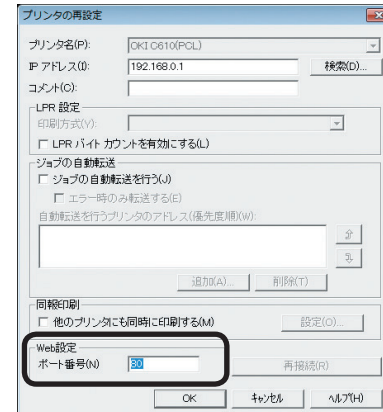 プリンタの再設定
プリンタ名(P): OKI C610(PCL)
IP アドレス(I): 192.168.0.1 検索(D)...
コメント(C):
LPR 設定
印刷方式(Y):
LPR バイト カウントを有効にする(L)
ジョブの自動転送
ジョブの自動転送を行う(J)
エラー時のみ転送する(E)
自動転送を行うプリンタのアドレス(優先度順)(W):
追加(A)... 削除(T)
同報印刷
他のプリンタにも同時に印刷する(M) 設定(O)...
Web設定
ポート番号(N) 80 再接続(R)
OK キャンセル ヘルプ(H)